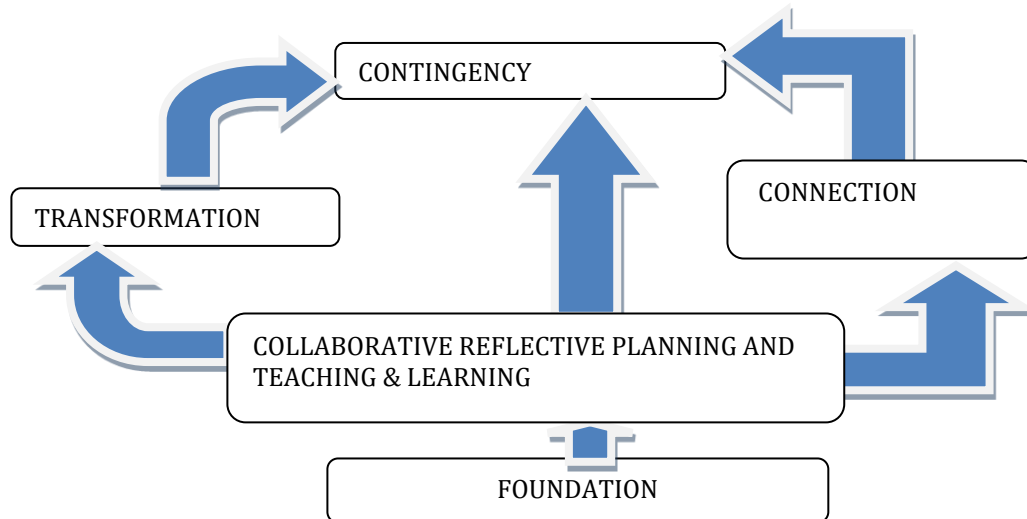 CONTINGENCY
CONNECTION
TRANSFORMATION
COLLABORATIVE REFLECTIVE PLANNING AND
TEACHING & LEARNING
FOUNDATION